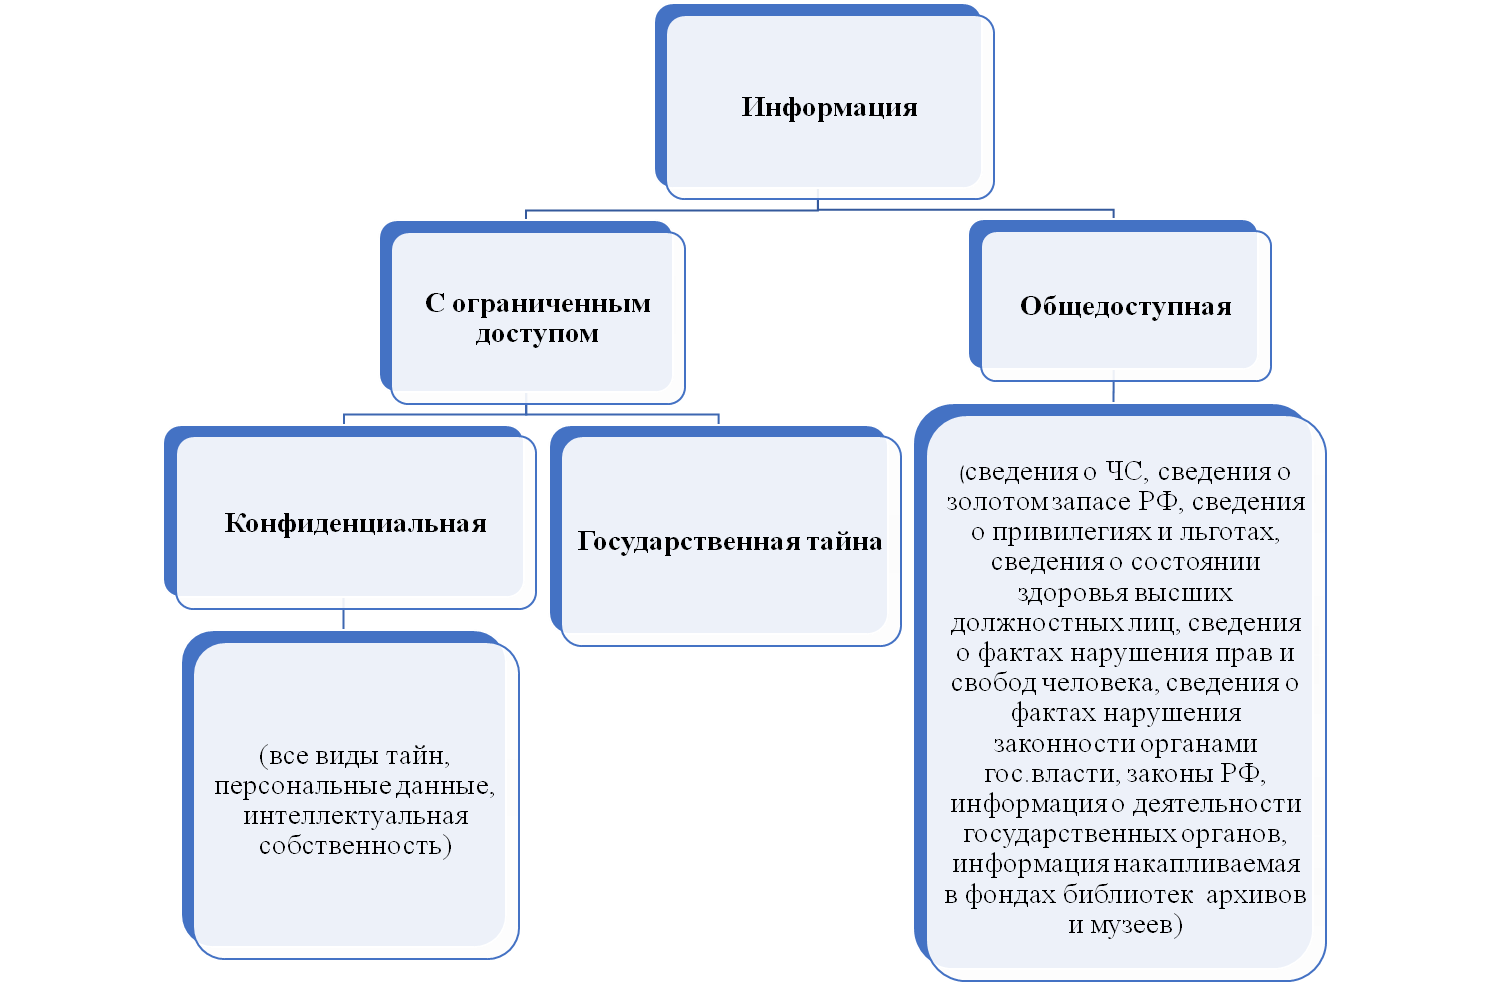 Информация
С ограниченным
доступом
Общедоступная
Конфиденциальная
Государственная тайна
(все виды тайн,
персональные данные,
интеллектуальная
собственность)
(сведения о ЧС, сведения о
золотом запасе РФ, сведения
о привилегиях и льготах,
сведения о состоянии
здоровья высших
должностных лиц, сведения
о фактах нарушения прав и
свобод человека, сведения о
фактах нарушения
законности органами
гос.власти, законы РФ,
информация о деятельности
государственных органов,
информация накапливаемая
в фондах библиотек архивов
и музеев)